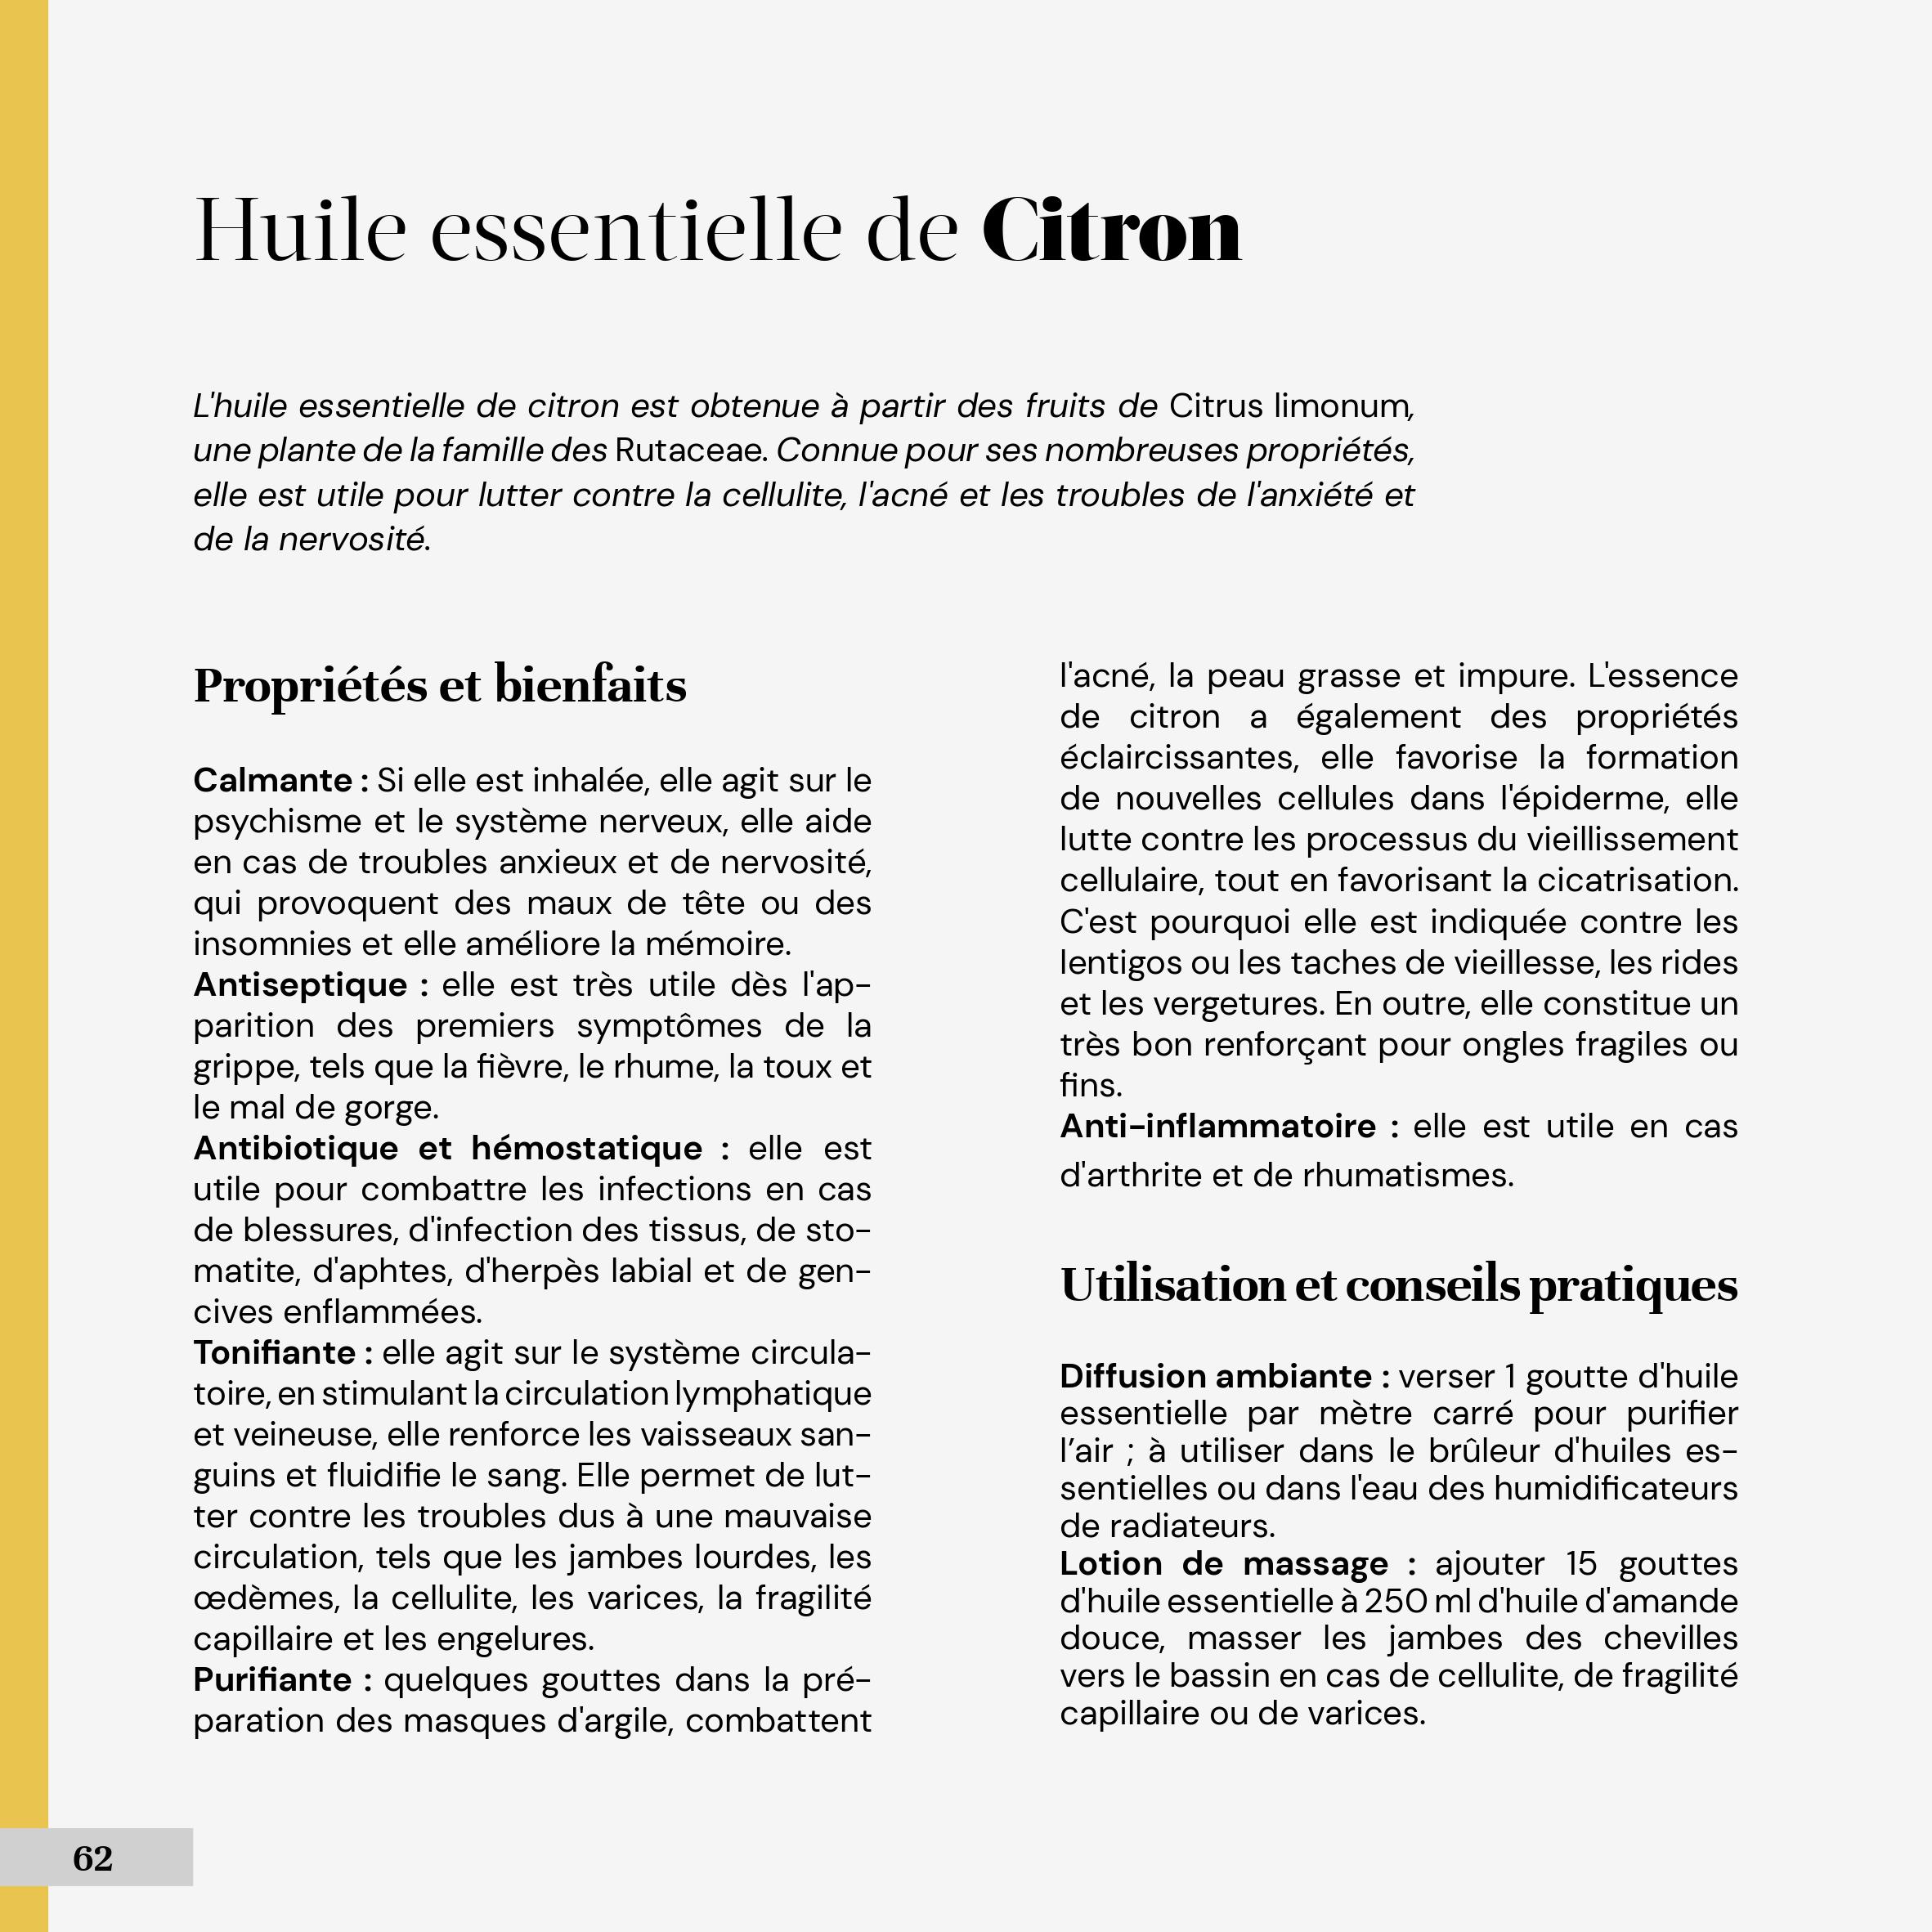 Huile essentielle de Citron
L'huile essentielle de citron est obtenue à partir des fruits de Citrus limonum,
une plante de la famille des Rutaceae. Connue pour ses nombreuses propriétés,
elle est utile pour lutter contre la cellulite, l'acné et les troubles de l'anxiété et
de la nervosité.
Propriétés et bienfaits
Calmante : Si elle est inhalée, elle agit sur le
psychisme et le système nerveux, elle aide
en cas de troubles anxieux et de nervosité,
qui provoquent des maux de tête ou des
insomnies et elle améliore la mémoire.
Antiseptique : elle est très utile dès l'ap-
parition des premiers symptômes de la
grippe, tels que la fièvre, le rhume, la toux et
le mal de gorge.
Antibiotique et hémostatique : elle est
utile pour combattre les infections en cas
de blessures, d'infection des tissus, de sto-
matite, d'aphtes, d'herpès labial et de gen-
cives enflammées.
Tonifiante : elle agit sur le système circula-
toire, en stimulant la circulation lymphatique
et veineuse, elle renforce les vaisseaux san-
guins et fluidifie le sang. Elle permet de lut-
ter contre les troubles dus à une mauvaise
circulation, tels que les jambes lourdes, les
œdèmes, la cellulite, les varices, la fragilité
capillaire et les engelures.
Purifiante : quelques gouttes dans la pré-
paration des masques d'argile, combattent
l'acné, la peau grasse et impure. L'essence
de citron a également des propriétés
éclaircissantes, elle favorise la formation
de nouvelles cellules dans l'épiderme, elle
lutte contre les processus du vieillissement
cellulaire, tout en favorisant la cicatrisation.
C'est pourquoi elle est indiquée contre les
lentigos ou les taches de vieillesse, les rides
et les vergetures. En outre, elle constitue un
très bon renforçant pour ongles fragiles ou
fins.
Anti-inflammatoire : elle est utile en cas
d'arthrite et de rhumatismes.
Utilisation et conseils pratiques
Diffusion ambiante : verser 1 goutte d'huile
essentielle par mètre carré pour purifier
l’air ; à utiliser dans le brûleur d'huiles es-
sentielles ou dans l'eau des humidificateurs
de radiateurs.
Lotion de massage : ajouter 15 gouttes
d'huile essentielle à 250 ml d'huile d'amande
douce, masser les jambes des chevilles
vers le bassin en cas de cellulite, de fragilité
capillaire ou de varices.
62